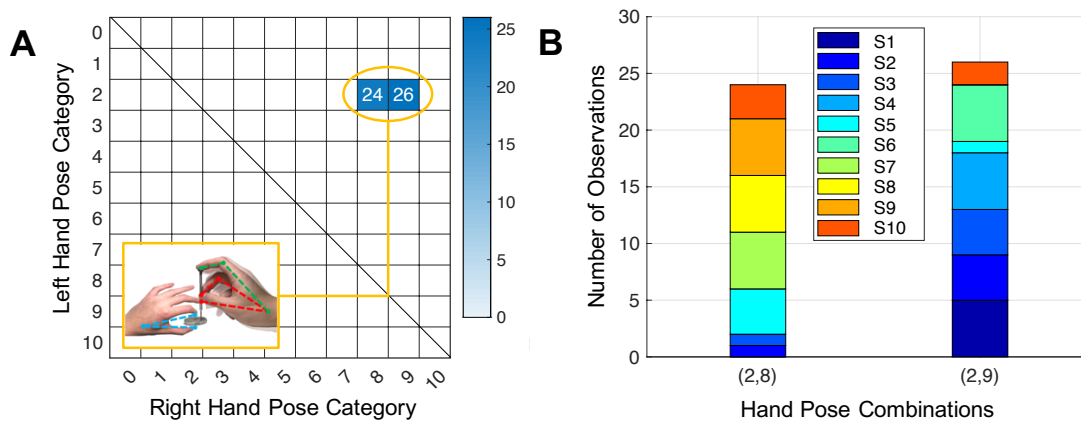 A
Left Hand Pose Category
0
1
2
3
4
5
6
7
8
9
10
24 26
0 1 2 3 4 5 6 7 8 9 10
Right Hand Pose Category
25
20
15
10
5
0
B
Number of Observations
30
25
20
15
10
5
0
S1
S2
S3
S4
S5
S6
S7
S8
S9
S10
(2,8) (2,9)
Hand Pose Combinations